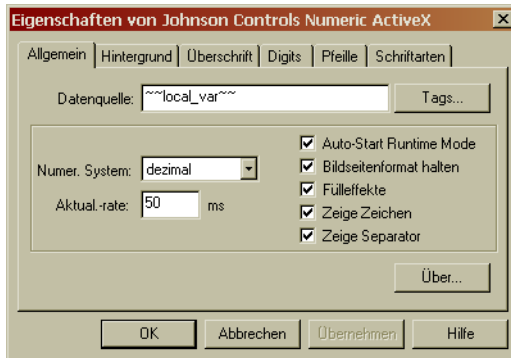 Eigenschaften von Johnson Controls Numeric ActiveX
Allgemein Hintergrund Überschrift Digits Pfeille Schriftarten
Datenquelle: ~~local_var~~ Tags...
Auto-Start Runtime Mode
Numer. System: dezimal Bildseitenformat halten
Fülleffekte
Aktual.-rate: 50 ms
Zeige Zeichen
Zeige Separator
Über...
OK Abbrechen Übernehmen Hilfe